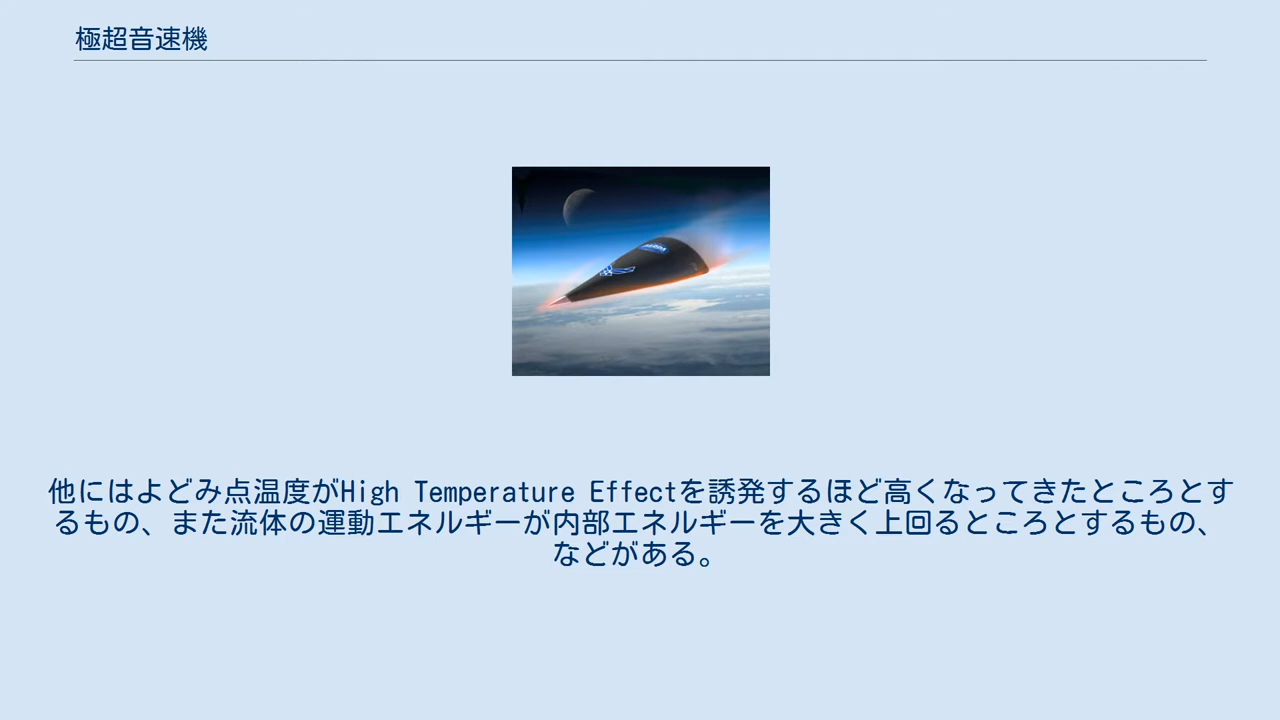 極超音速機
他にはよどみ点温度がHigh Temperature Effectを誘発するほど高くなってきたところとす
るもの、また流体の運動エネルギーが内部エネルギーを大きく上回るところとするもの、
などがある。